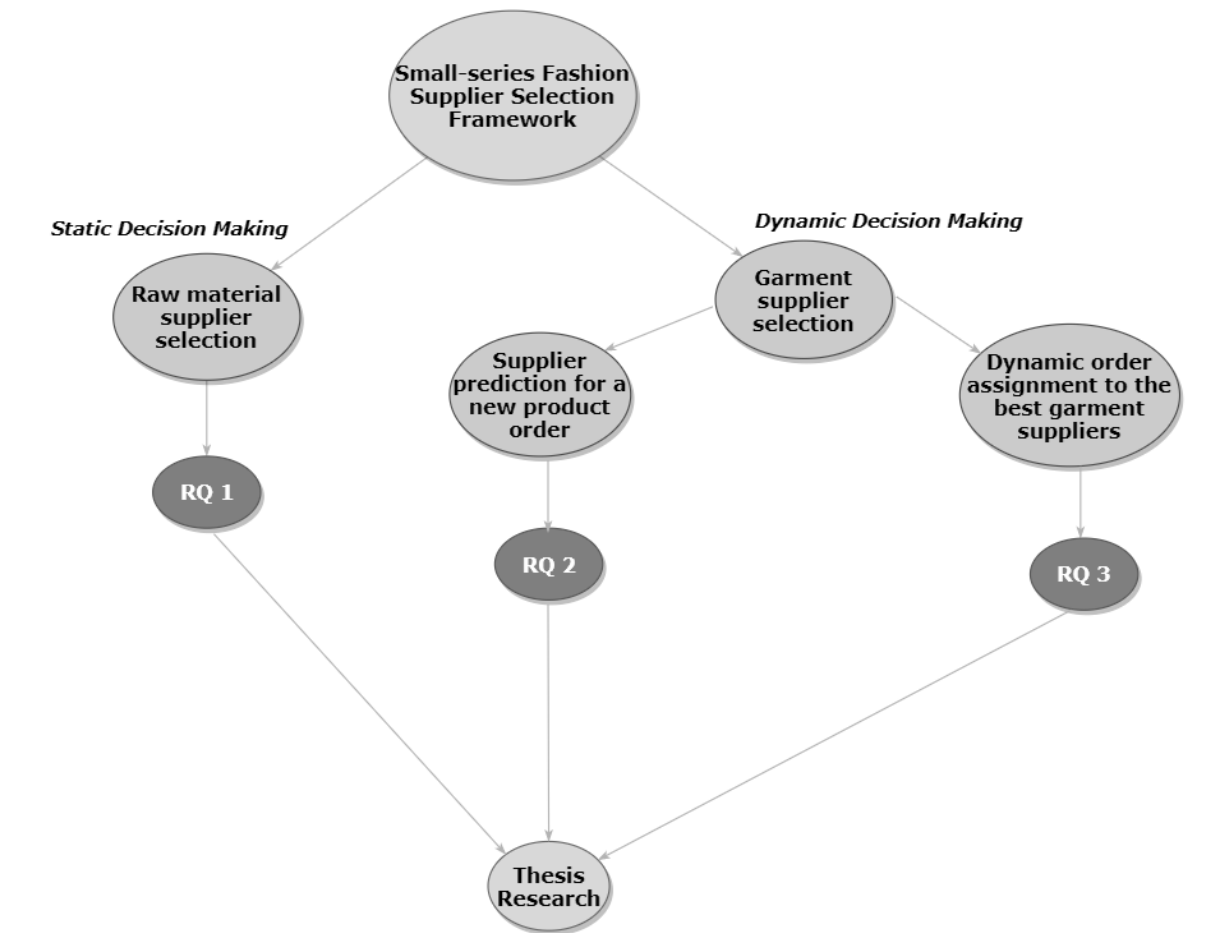 Small-series Fashion
Supplier Selection
Framework
Static Decision Making
Dynamic Decision Making
Raw material
supplier
selection
Garment
supplier
selection
Supplier
prediction for a
new product
order
Dynamic order
assignment to the
best garment
suppliers
RQ 1
RQ 2
RQ 3
Thesis
Research